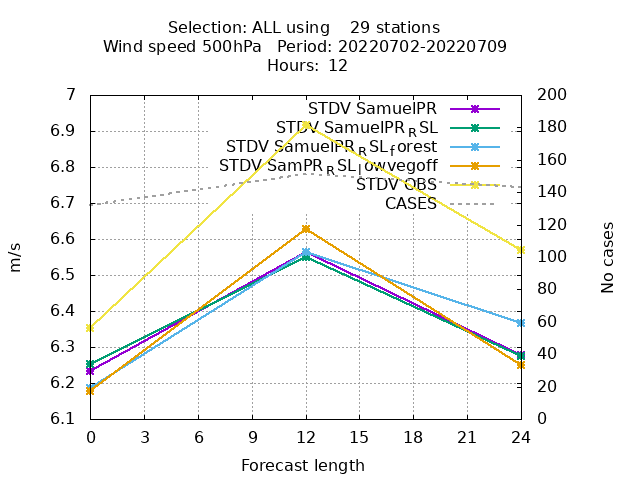 Selection: ALL using 29 stations
Wind speed 500hPa Period: 20220702-20220709
Hours: 12
7 200
6.9 180
6.8 160
6.7 140
6.6 120
6.5 100
6.4 80
6.3 60
6.2 40
6.1 20
0
STDV SamuelPR
STDV SamuelPR_RSL
STDV SamuelPR_RSL_forest
STDV SamPR_RSL_lowvegoff
STDV OBS
CASES
m/s
No cases
0 3 6 9 12 15 18 21 24
Forecast length